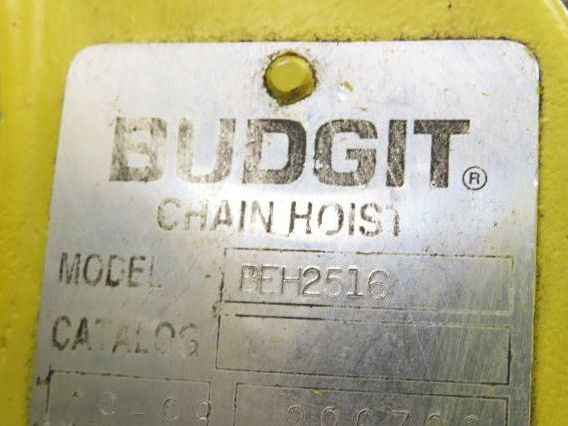 BUDGIT®
CHAIN HOIST
MODEL BEH2516
CATALOG